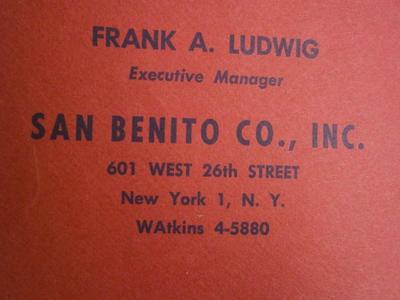 FRANK A. LUDWIG
Executive Manager
SAN BENITO CO., INC.
601 WEST 26th STREET
New York 1, N. Y.
WAtkins 4-5880